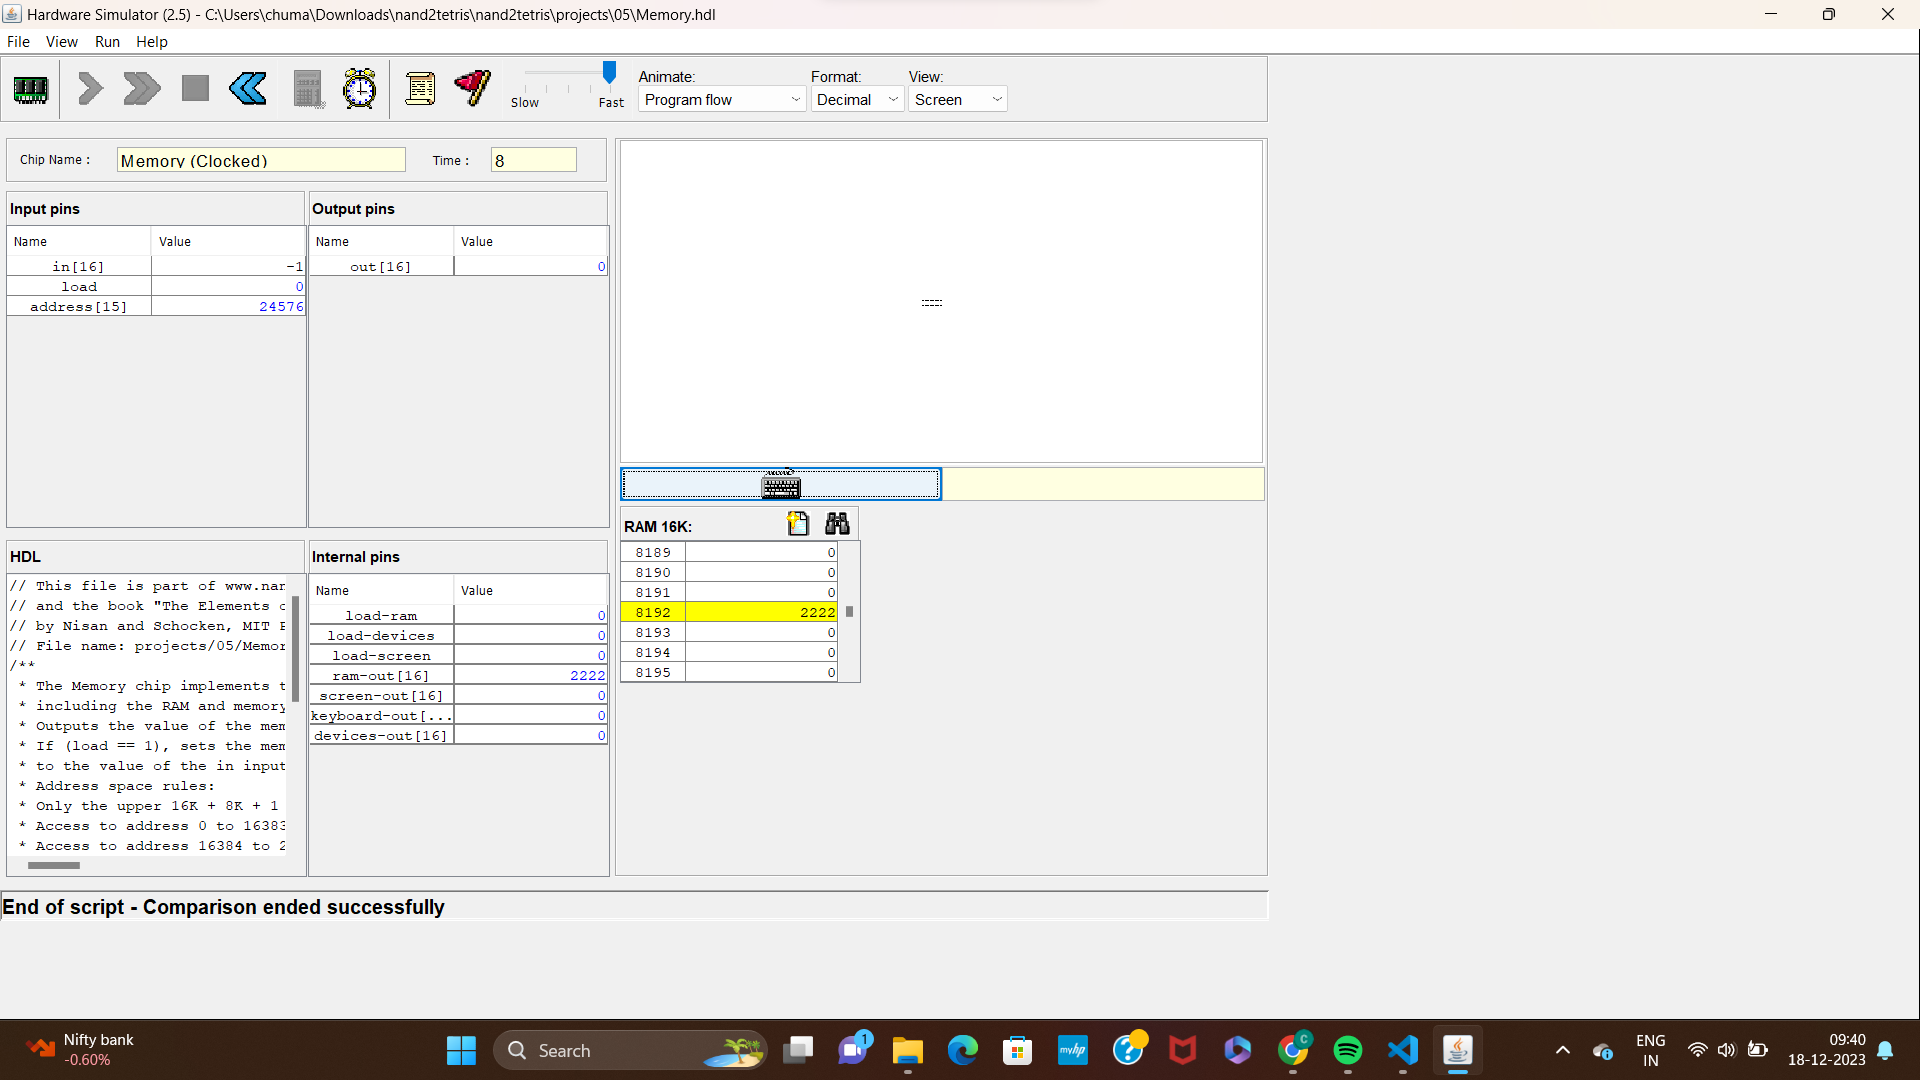 Hardware Simulator (2.5) - C:\Users\chuma\Downloads\nand2tetris\nand2tetris\projects\05\Memory.hdl
File View Run Help
Animate: Format: View:
Slow Fast Program flow Decimal Screen
Chip Name : Memory (Clocked) Time : 8
Input pins
Name Value
in[16] -1
load 0
address[15] 24576
Output pins
Name Value
out[16] 0
HDL
// This file is part of www.nan
// and the book "The Elements o
// by Nisan and Schocken, MIT P
// File name: projects/05/Memor
/**
* The Memory chip implements t
* including the RAM and memory
* Outputs the value of the mem
* If (load == 1), sets the mem
* to the value of the in input
* Address space rules:
* Only the upper 16K + 8K + 1
* Access to address 0 to 16383
* Access to address 16384 to 2
Internal pins
Name Value
load-ram 0
load-devices 0
load-screen 0
ram-out[16] 2222
screen-out[16] 0
keyboard-out[... 0
devices-out[16] 0
RAM 16K:
8189 0
8190 0
8191 0
8192 2222
8193 0
8194 0
8195 0
End of script - Comparison ended successfully
Nifty bank
-0.60%
Search
1
myhp
C
ENG
IN
09:40
18-12-2023